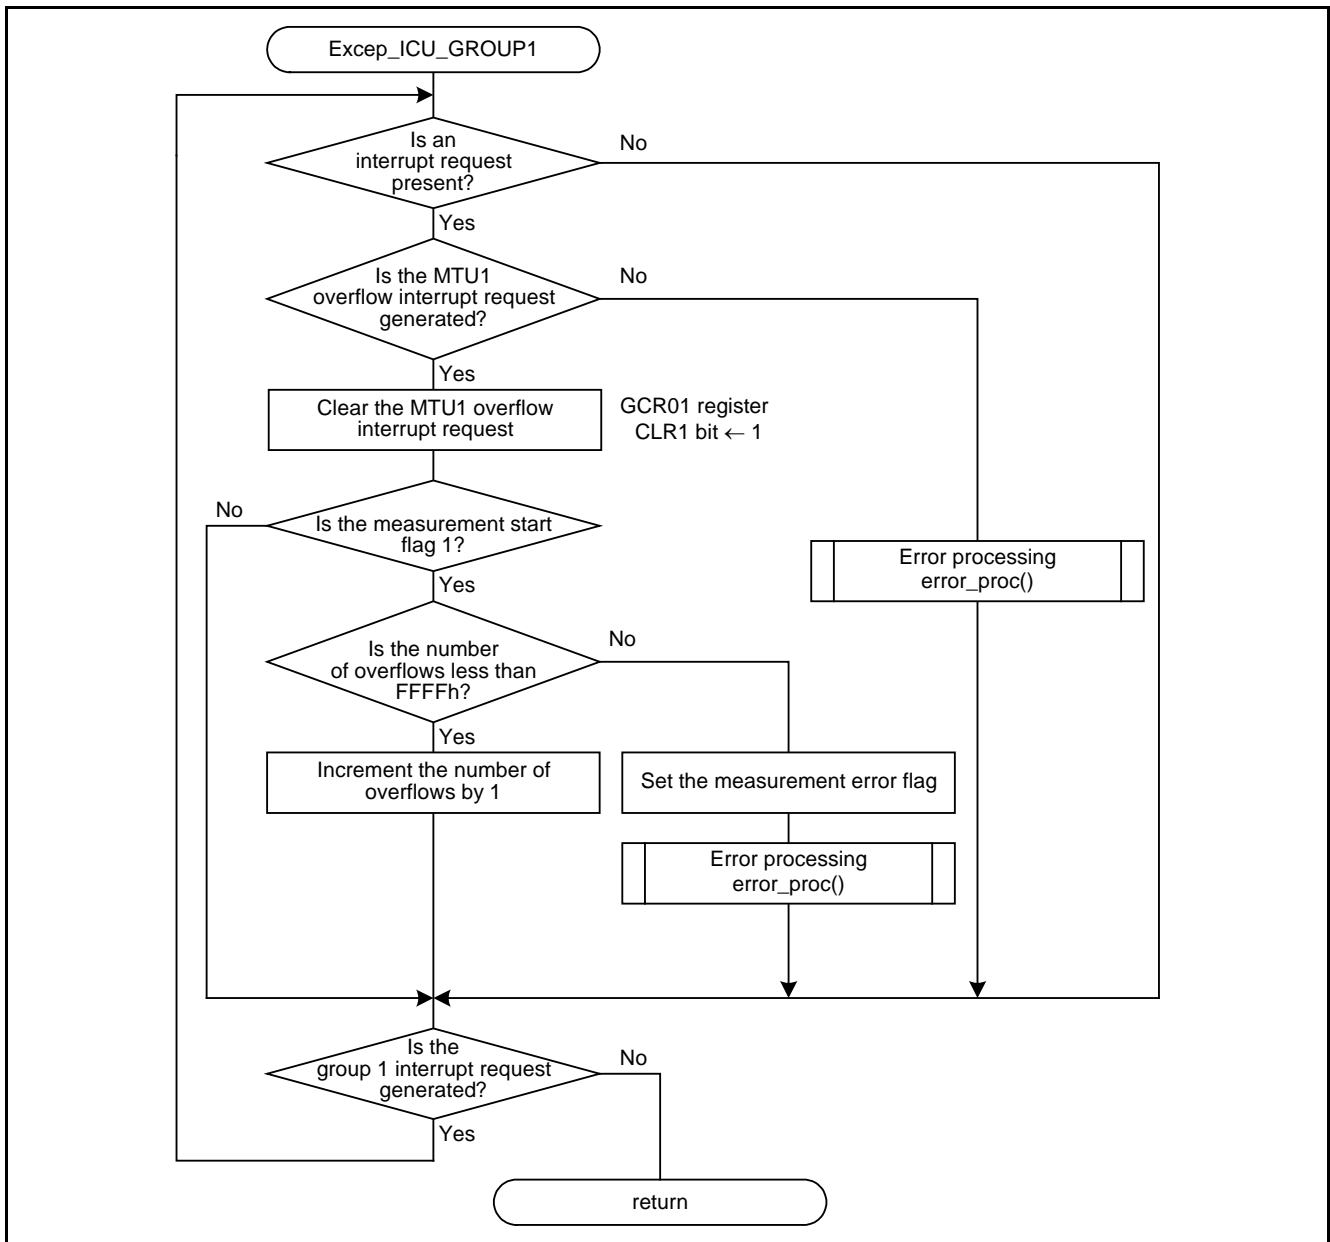 Excep_ICU_GROUP1
Is an
interrupt request
present?
No
Yes
Is the MTU1
overflow interrupt request
generated?
No
Yes
Clear the MTU1 overflow
interrupt request
GCR01 register
CLR1 bit ← 1
No
Is the measurement start
flag 1?
Yes
Error processing
error_proc()
Is the number
of overflows less than
FFFFh?
No
Yes
Increment the number of
overflows by 1
Set the measurement error flag
Error processing
error_proc()
Is the
group 1 interrupt request
generated?
No
Yes
return